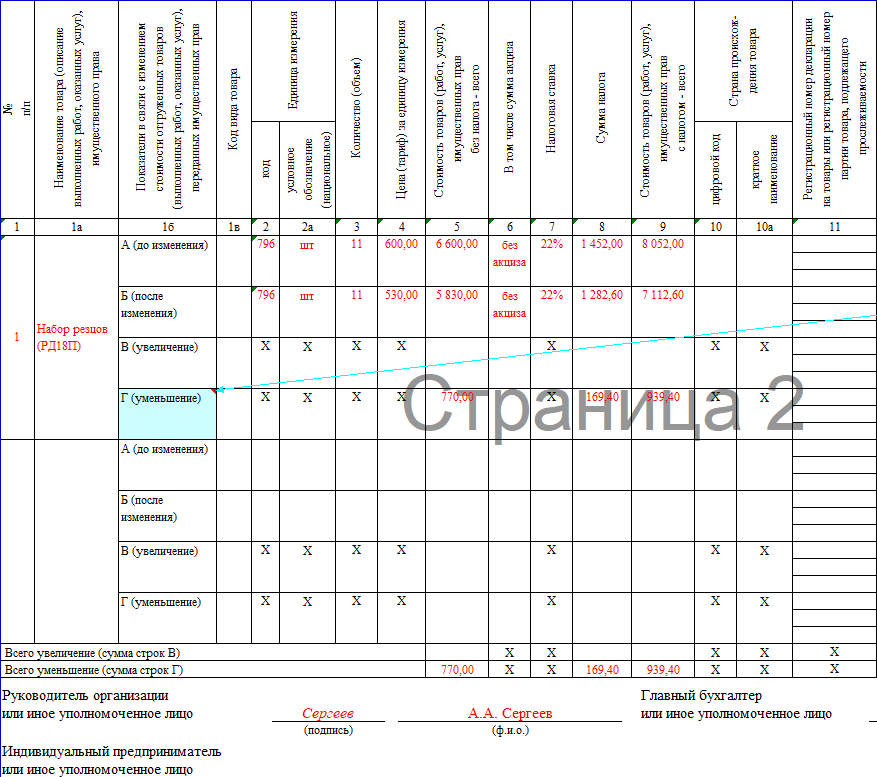 №
п/п
Наименование товара (описание
выполненных работ, оказанных услуг),
имущественного права
Показатели в связи с изменением
стоимости отгруженных товаров
(выполненных работ, оказанных услуг),
переданных имущественных прав
Код вида товара
Единица измерения
код
условное
обозначение
(национальное)
Количество (объем)
Цена (тариф) за единицу измерения
Стоимость товаров (работ, услуг),
имущественных прав
без налога - всего
В том числе сумма акциза
Налоговая ставка
Сумма налога
Стоимость товаров (работ, услуг),
имущественных прав
с налогом - всего
Страна происхож-
дения товара
цифровой код
краткое
наименование
Регистрационный номер декларации
на товары или регистрационный номер
партии товара, подлежащего
прослеживаемости
1 1а 1б 1в 2 2а 3 4 5 6 7 8 9 10 10а 11
1
Набор резцов
(РД18П)
А (до изменения) 796 шт 11 600,00 6 600,00 без акциза 22% 1 452,00 8 052,00
Б (после
изменения) 796 шт 11 530,00 5 830,00 без акциза 22% 1 282,60 7 112,60
В (увеличение) Х Х Х Х Х Х Х
Г (уменьшение) Х Х Х Х 770,00 Х 169,40 939,40 Х Х
Страница 2
А (до изменения)
Б (после
изменения)
В (увеличение) Х Х Х Х Х Х Х
Г (уменьшение) Х Х Х Х Х Х Х
Всего увеличение (сумма строк В) Х Х Х Х Х
Всего уменьшение (сумма строк Г) 770,00 Х Х 169,40 939,40 Х Х Х
Руководитель организации
или иное уполномоченное лицо
Сергеев
(подпись)
А.А. Сергеев
(ф.и.о.)
Главный бухгалтер
или иное уполномоченное лицо
Индивидуальный предприниматель
или иное уполномоченное лицо